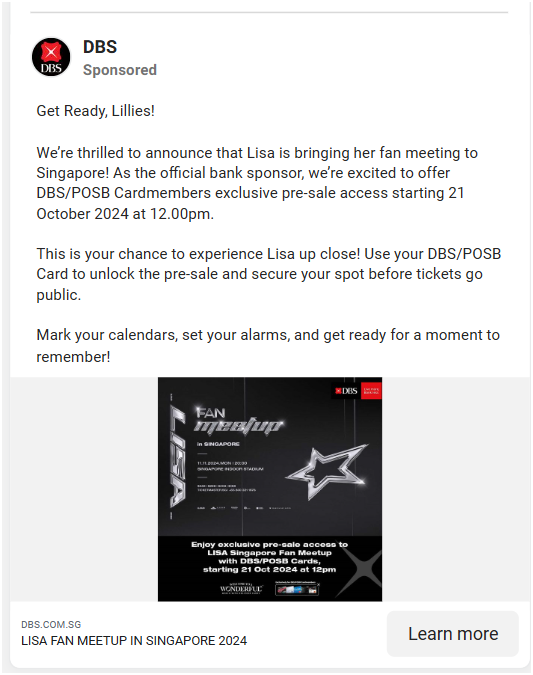 DBS
DBS
Sponsored
Get Ready, Lillies!
We're thrilled to announce that Lisa is bringing her fan meeting to
Singapore! As the official bank sponsor, we're excited to offer
DBS/POSB Cardmembers exclusive pre-sale access starting 21
October 2024 at 12.00pm.
This is your chance to experience Lisa up close! Use your DBS/POSB
Card to unlock the pre-sale and secure your spot before tickets go
public.
Mark your calendars, set your alarms, and get ready for a moment to
remember!
DBS
LISA
FAN
meetup
in SINGAPORE
11.11.2024.MON : 20:00
SINGAPORE INDOOR STADIUM
Enjoy exclusive pre-sale access to
LISA Singapore Fan Meetup
with DBS/POSB Cards,
starting 21 Oct 2024 at 12pm
WONDERFUL
DBS.COM.SG
LISA FAN MEETUP IN SINGAPORE 2024
Learn more